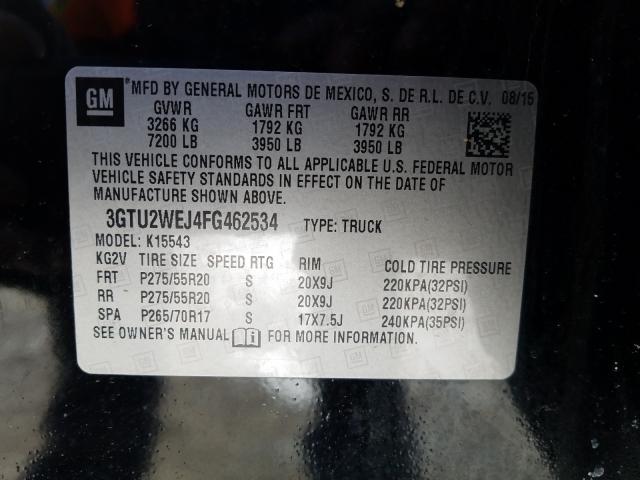 GM
*MFD BY GENERAL MOTORS DE MEXICO, S. DE R.L. DE C.V. 08/15
GVWR GAWR FRT GAWR RR
3266 KG 1792 KG 1792 KG
7200 LB 3950 LB 3950 LB
THIS VEHICLE CONFORMS TO ALL APPLICABLE U.S. FEDERAL MOTOR
VEHICLE SAFETY STANDARDS IN EFFECT ON THE DATE OF
MANUFACTURE SHOWN ABOVE.
3GTU2WEJ4FG462534 TYPE: TRUCK
MODEL: K15543
KG2V TIRE SIZE SPEED RTG RIM COLD TIRE PRESSURE
FRT P275/55R20 S 20X9J 220KPA(32PSI)
RR P275/55R20 S 20X9J 220KPA(32PSI)
SPA P265/70R17 S 17X7.5J 240KPA(35PSI)
SEE OWNER'S MANUAL FOR MORE INFORMATION.